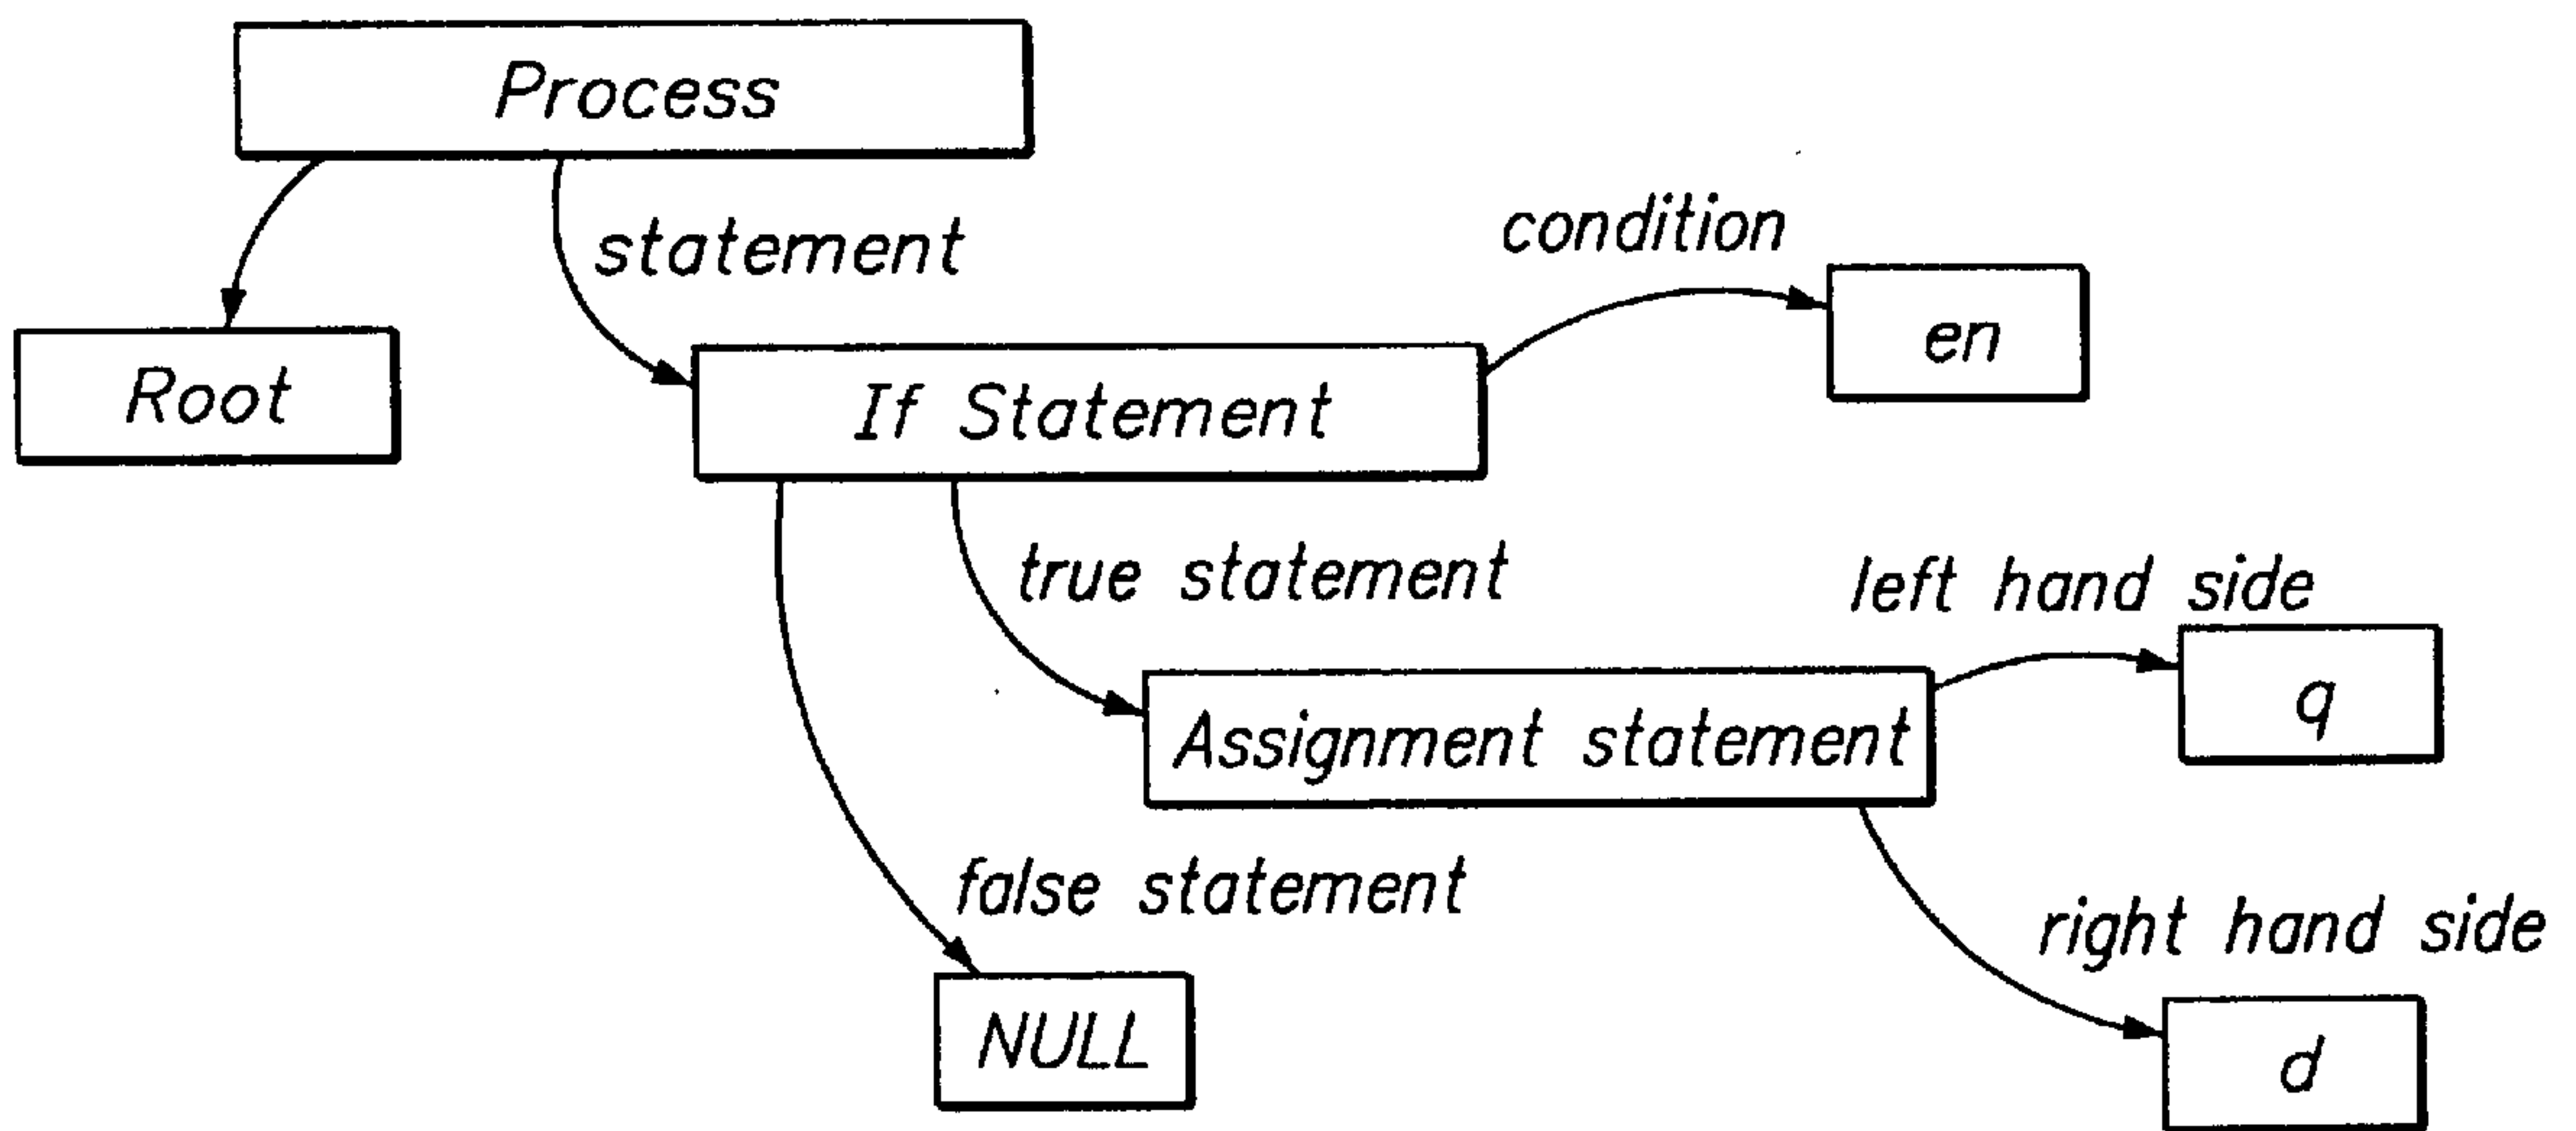 Process
statement
condition
en
Root
If Statement
true statement
left hand side
q
Assignment statement
false statement
right hand side
NULL
d